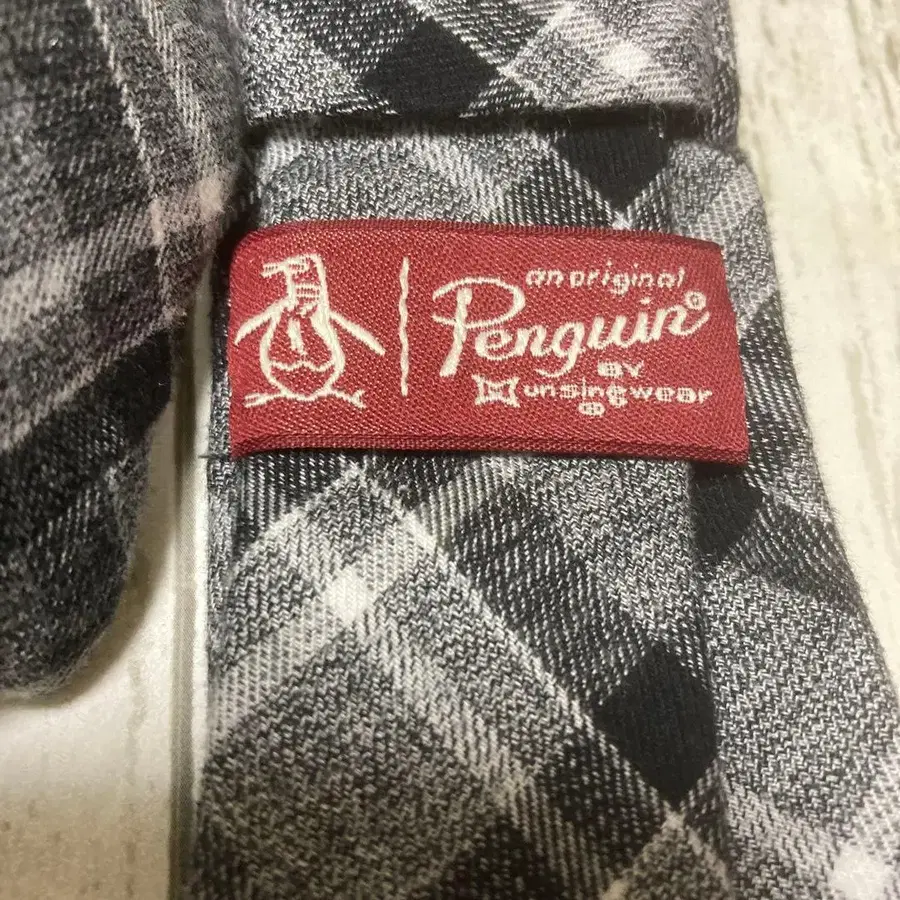 an original
Penguin®
BY
Munsingwear
®